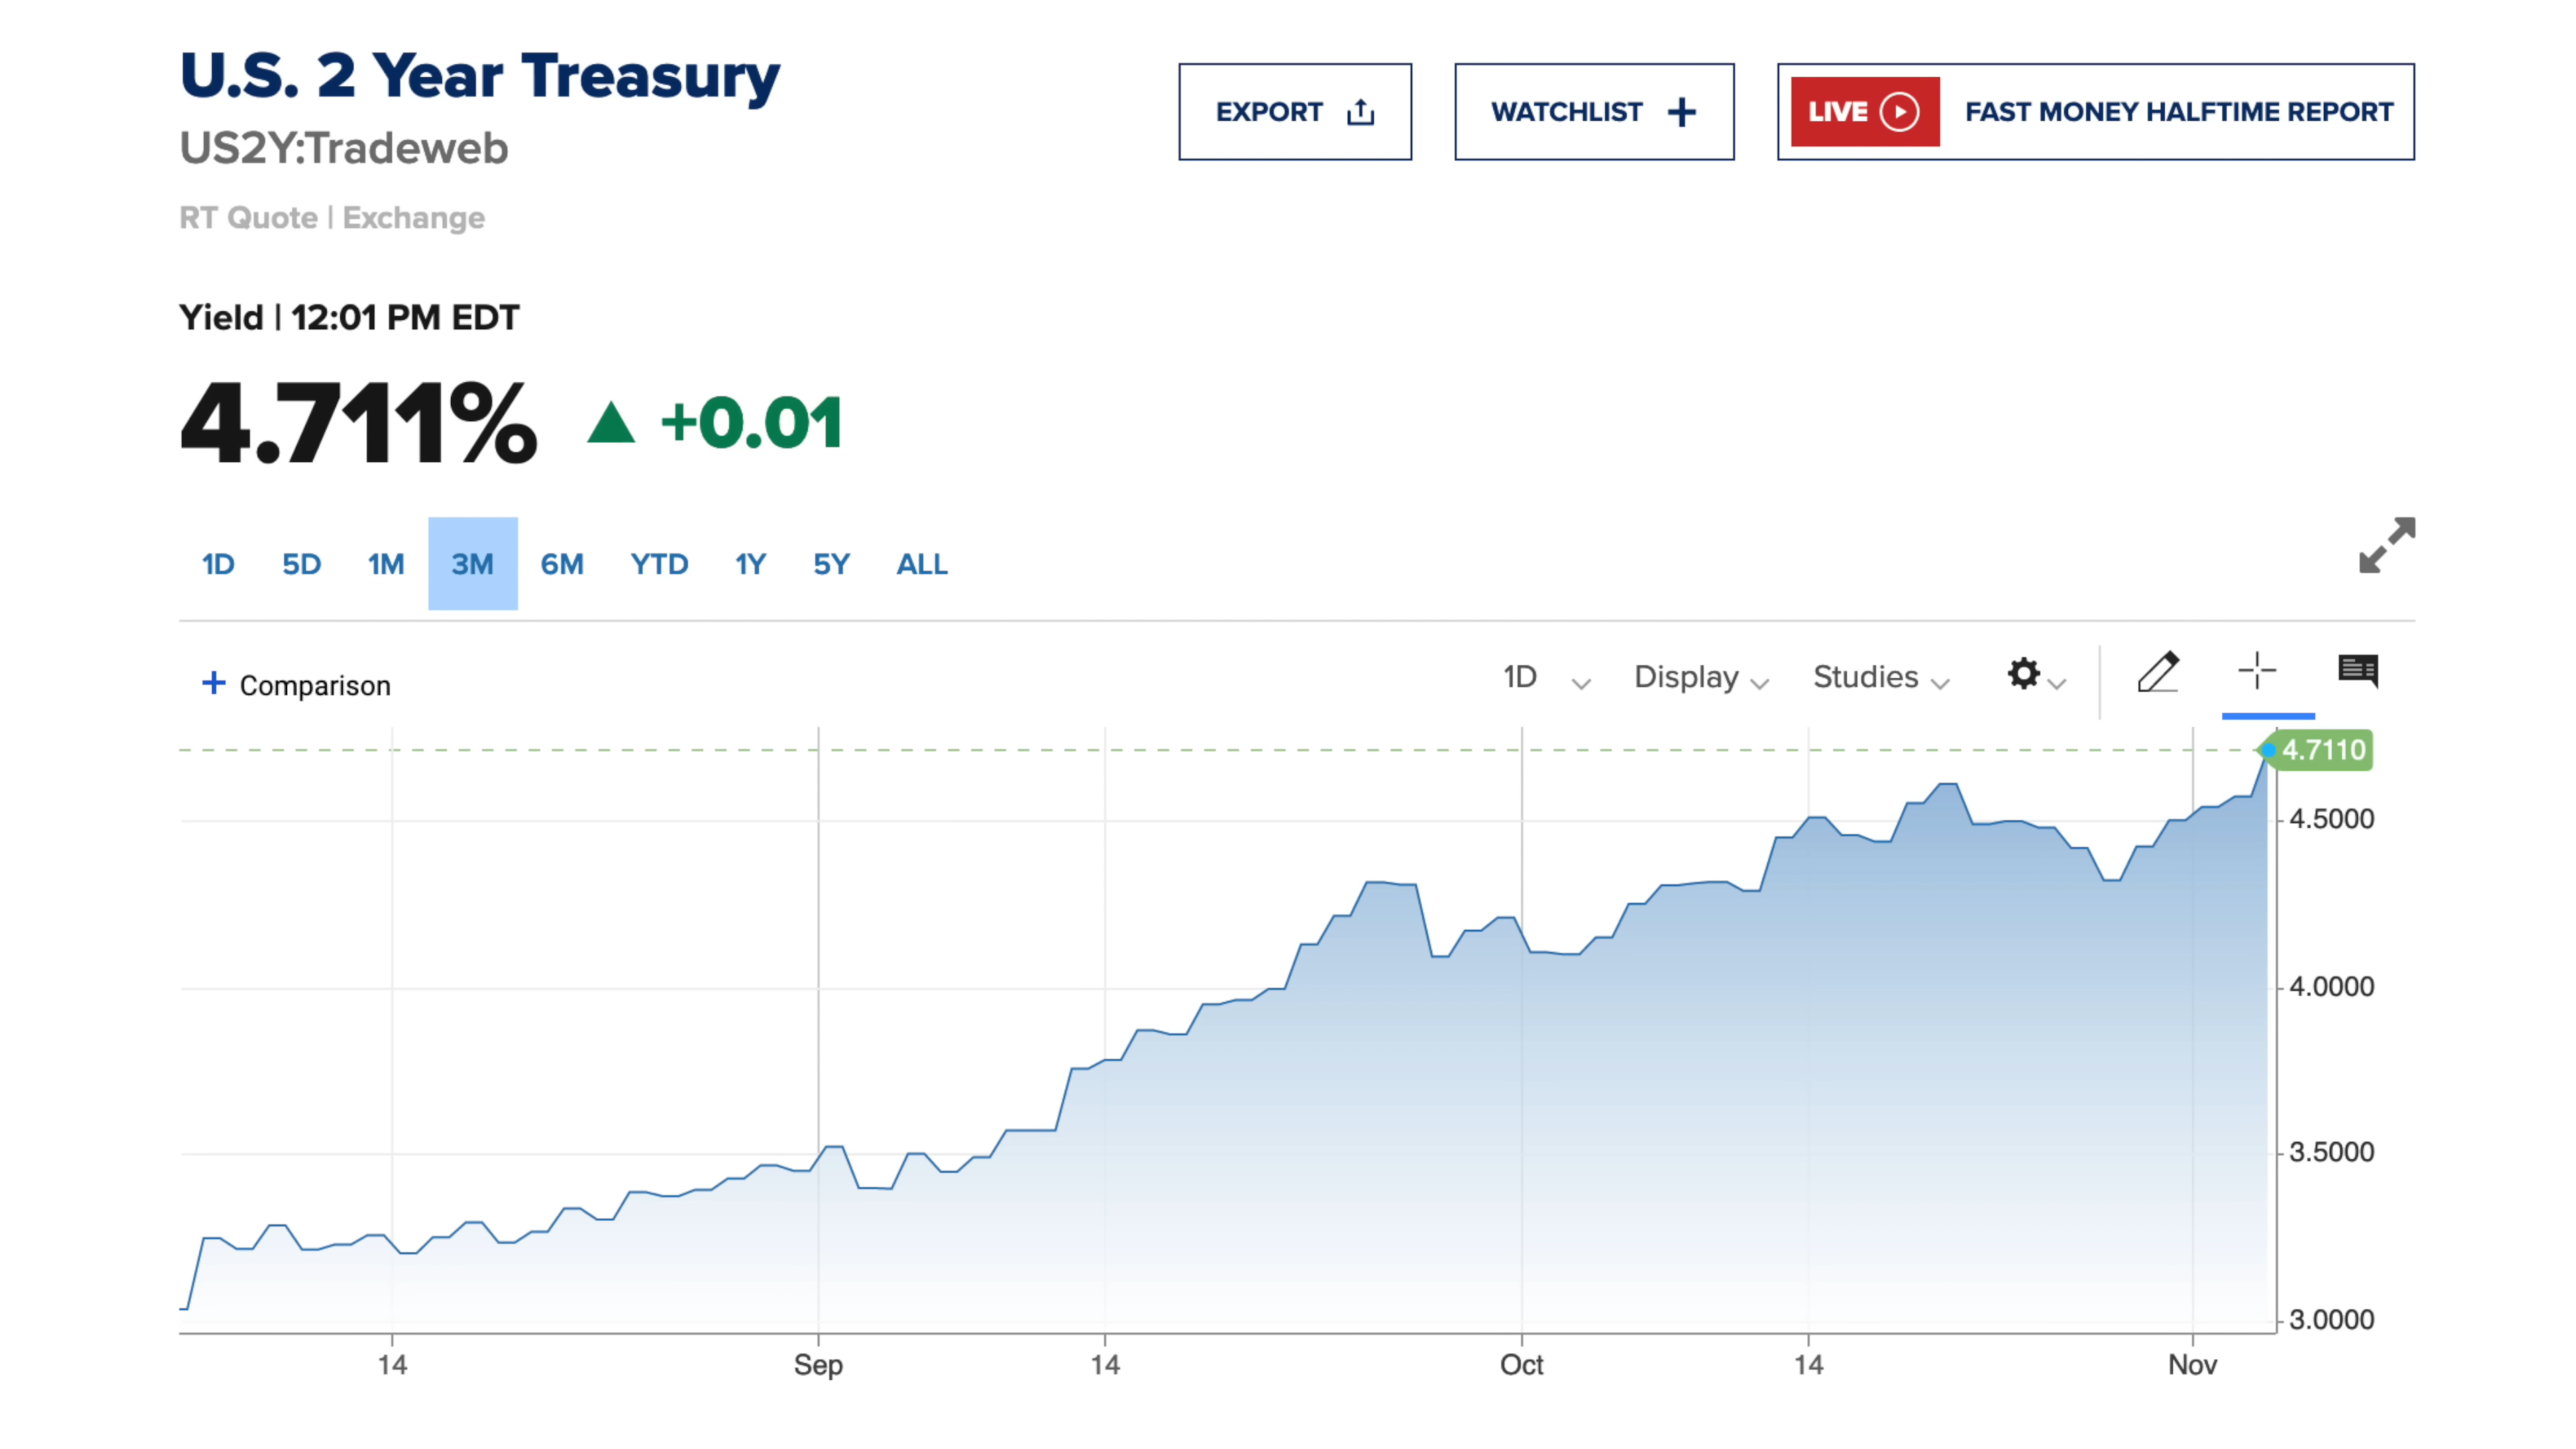 U.S. 2 Year Treasury
US2Y:Tradeweb
RT Quote | Exchange
EXPORT
WATCHLIST +
LIVE FAST MONEY HALFTIME REPORT
Yield | 12:01 PM EDT
4.711% +0.01
1D 5D 1M 3M 6M YTD 1Y 5Y ALL
+ Comparison
1D Display Studies
4.7110
4.5000
4.0000
3.5000
3.0000
14 Sep 14 Oct 14 Nov